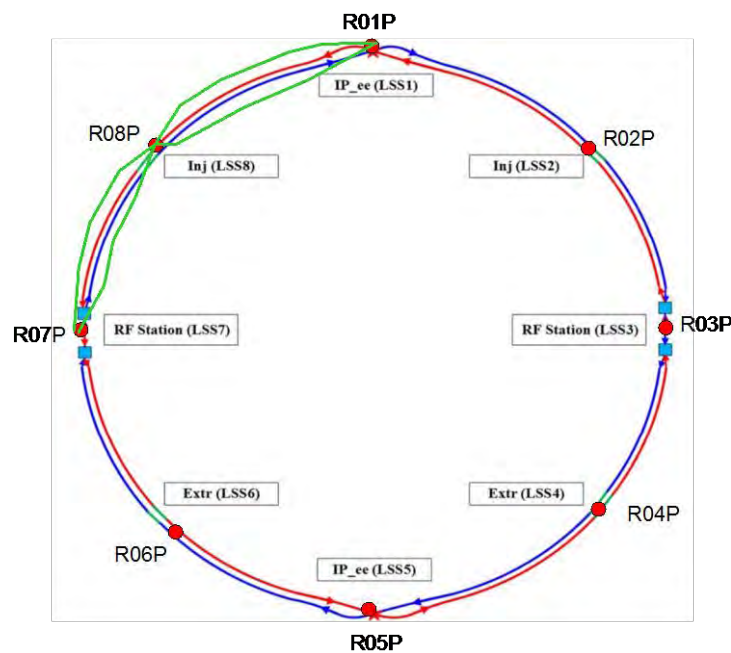 R01P
IP_ee (LSS1)
R08P
R02P
Inj (LSS8)
Inj (LSS2)
R07P
RF Station (LSS7)
RF Station (LSS3)
R03P
Extr (LSS6)
Extr (LSS4)
R04P
R06P
IP_ee (LSS5)
R05P